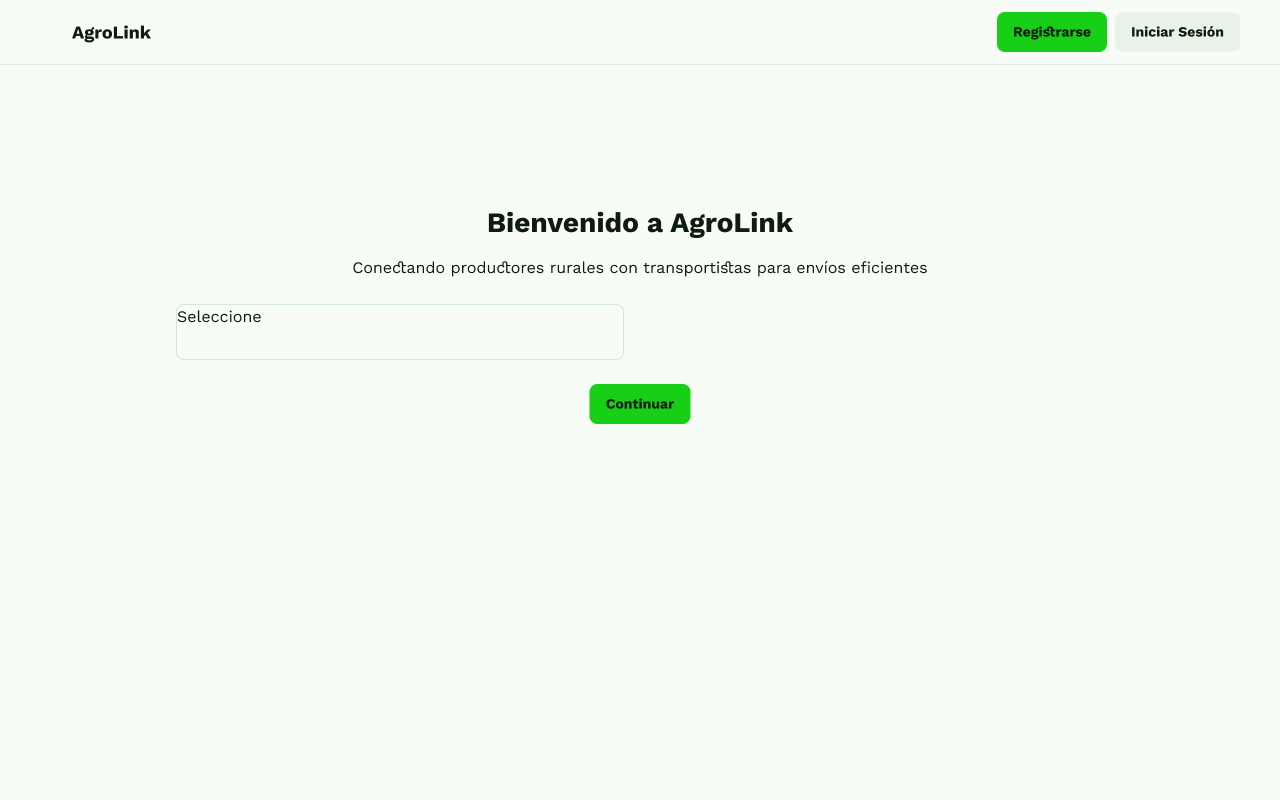 AgroLink
Registrarse
Iniciar Sesión
Bienvenido a AgroLink
Conectando productores rurales con transportistas para envíos eficientes
Seleccione
Continuar